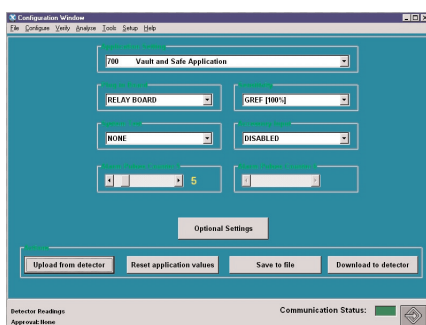 Configuration Window
File Configure Verify Analyse Tools Setup Help
700 Vault and Safe Application
RELAY BOARD
GREF [100%]
NONE
DISABLED
5
Optional Settings
Upload from detector
Reset application values
Save to file
Download to detector
Detector Readings
Communication Status:
Approval: None